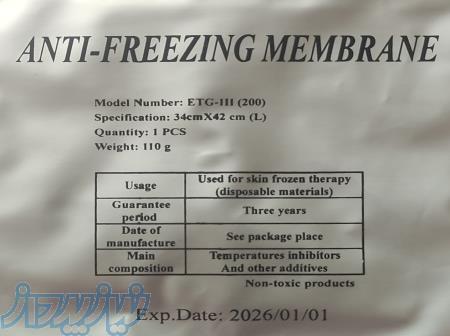 ANTI-FREEZING MEMBRANE
Model Number: ETG-III (200)
Specification: 34cmX42 cm (L)
Quantity: 1 PCS
Weight: 110 g
Usage Used for skin frozen therapy
(disposable materials)
Guarantee
period Three years
Date of
manufacture See package place
Main
composition Temperatures inhibitors
And other additives
Non-toxic products
نیازپرداز
Exp.Date: 2026/01/01